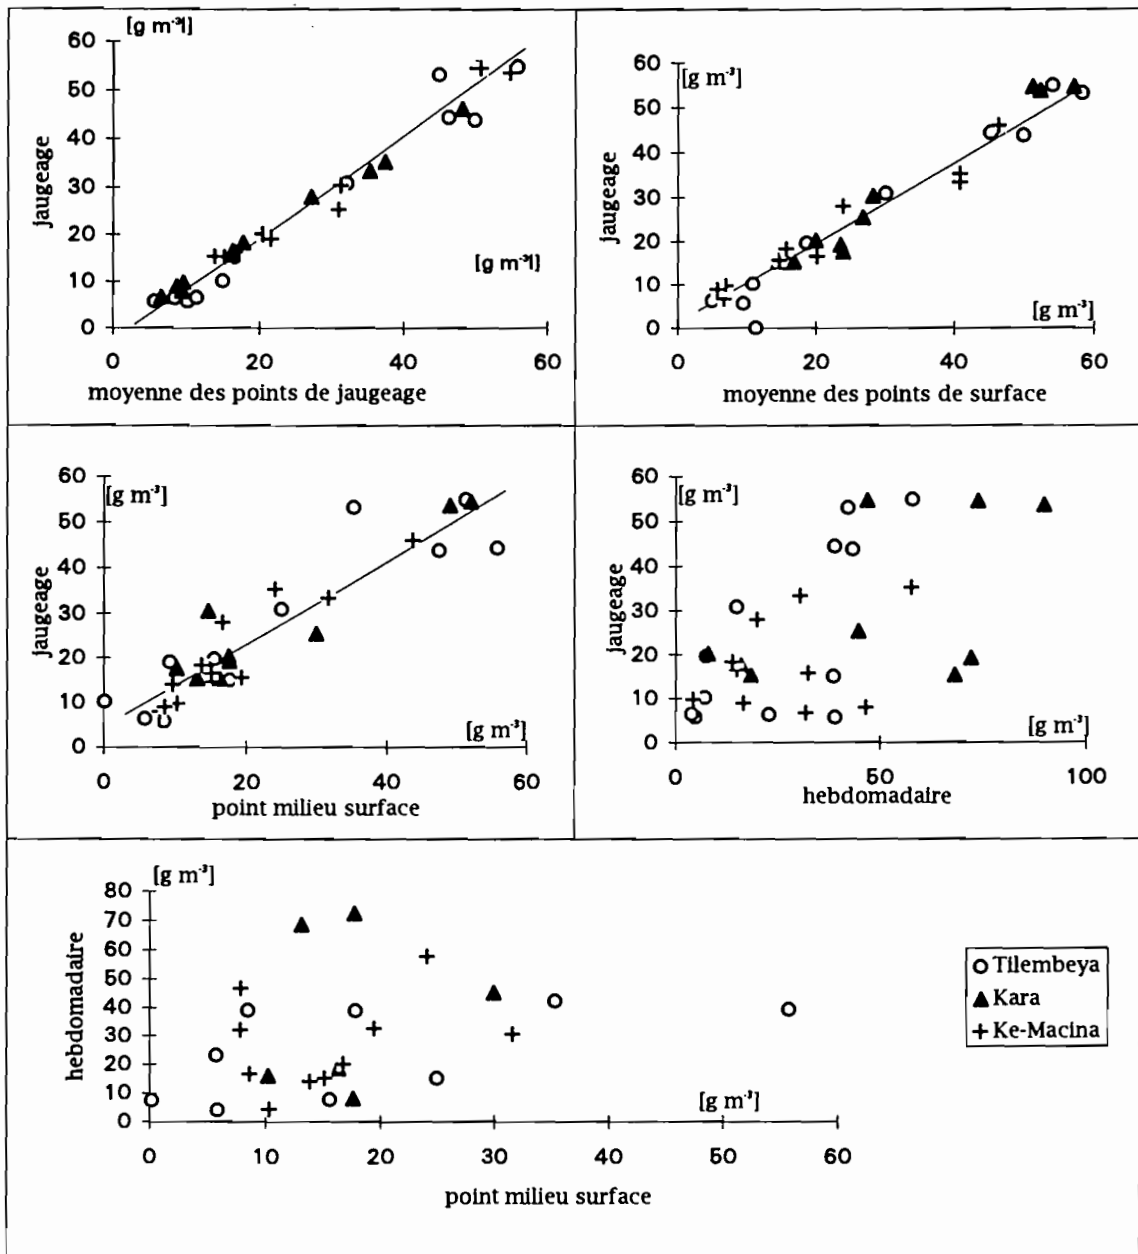 [g m⁻³l]
60
50
40
30
20
10
0
jaugeage
[g m⁻³l]
0 20 40 60
moyenne des points de jaugeage
60
50
40
30
20
10
0
[g m⁻³]
jaugeage
[g m⁻³]
0 20 40 60
moyenne des points de surface
60
50
40
30
20
10
0
[g m⁻³]
jaugeage
[g m⁻³]
0 20 40 60
point milieu surface
60
50
40
30
20
10
0
[g m⁻³]
jaugeage
[g m⁻³]
0 50 100
hebdomadaire
[g m⁻³]
80
70
60
50
40
30
20
10
0
hebdomadaire
[g m⁻³]
0 10 20 30 40 50 60
point milieu surface
Tilembeya
Kara
Ke-Macina